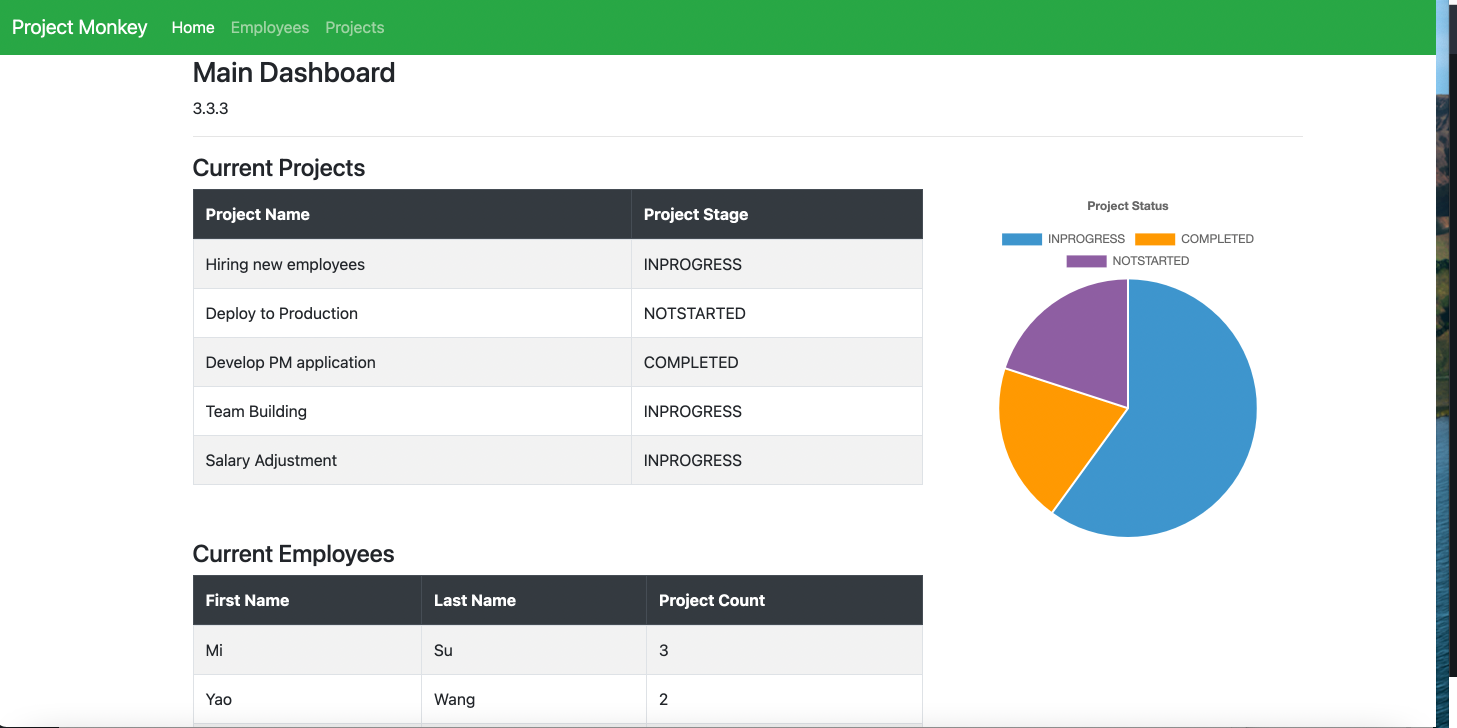 Project Monkey Home Employees Projects
Main Dashboard
3.3.3
Current Projects
Project Name Project Stage
Hiring new employees INPROGRESS
Deploy to Production NOTSTARTED
Develop PM application COMPLETED
Team Building INPROGRESS
Salary Adjustment INPROGRESS
Project Status
INPROGRESS COMPLETED
NOTSTARTED
Current Employees
First Name Last Name Project Count
Mi Su 3
Yao Wang 2